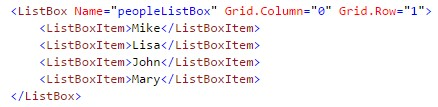 <ListBox Name="peopleListBox" Grid.Column="0" Grid.Row="1">
    <ListBoxItem>Mike</ListBoxItem>
    <ListBoxItem>Lisa</ListBoxItem>
    <ListBoxItem>John</ListBoxItem>
    <ListBoxItem>Mary</ListBoxItem>
</ListBox>